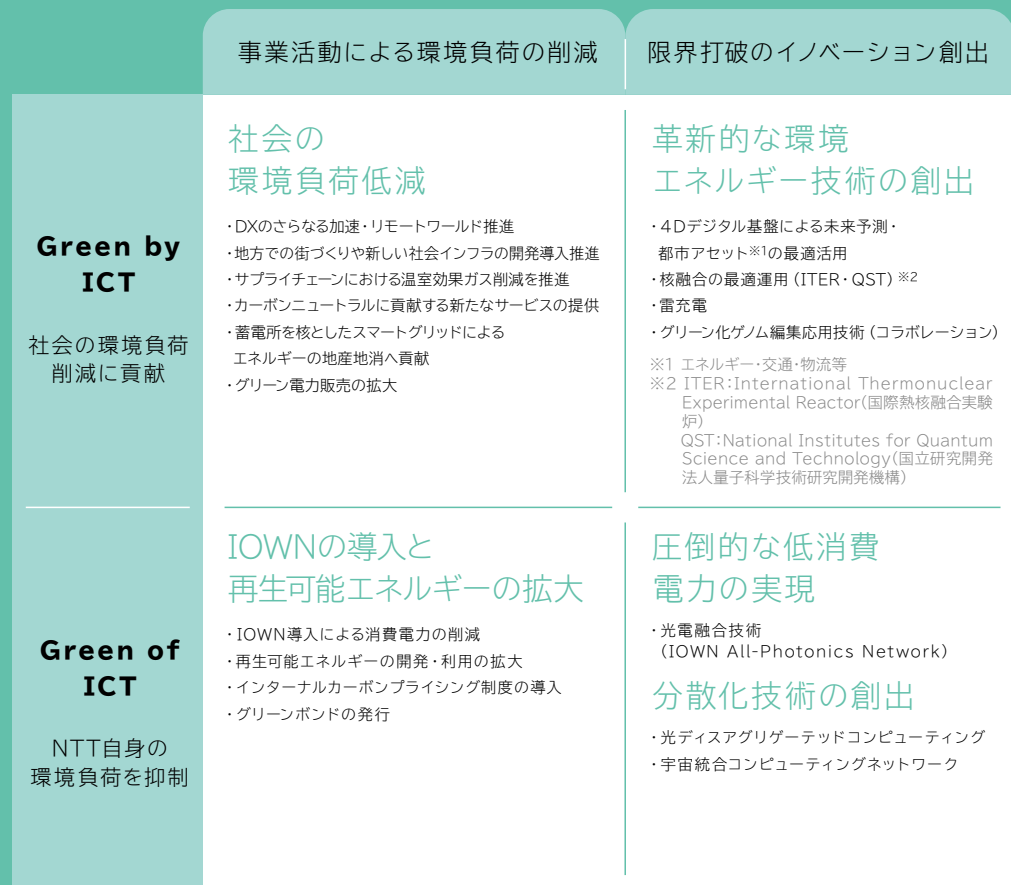 事業活動による環境負荷の削減
限界打破のイノベーション創出
Green by
ICT
社会の環境負荷
削減に貢献
社会の
環境負荷低減
・DXのさらなる加速・リモートワールド推進
・地方での街づくりや新しい社会インフラの開発導入推進
・サプライチェーンにおける温室効果ガス削減を推進
・カーボンニュートラルに貢献する新たなサービスの提供
・蓄電所を核としたスマートグリッドによる
エネルギーの地産地消へ貢献
・グリーン電力販売の拡大
革新的な環境
エネルギー技術の創出
・4Dデジタル基盤による未来予測・
都市アセット※1の最適活用
・核融合の最適運用（ITER・QST）※2
・雷充電
・グリーン化ゲノム編集応用技術（コラボレーション）
※1 エネルギー・交通・物流等
※2 ITER：International Thermonuclear
Experimental Reactor(国際熱核融合実験
炉)
QST：National Institutes for Quantum
Science and Technology(国立研究開発
法人量子科学技術研究開発機構)
Green of
ICT
NTT自身の
環境負荷を抑制
IOWNの導入と
再生可能エネルギーの拡大
・IOWN導入による消費電力の削減
・再生可能エネルギーの開発・利用の拡大
・インターナルカーボンプライシング制度の導入
・グリーンボンドの発行
圧倒的な低消費
電力の実現
・光電融合技術
（IOWN All-Photonics Network）
分散化技術の創出
・光ディスアグリゲーテッドコンピューティング
・宇宙統合コンピューティングネットワーク